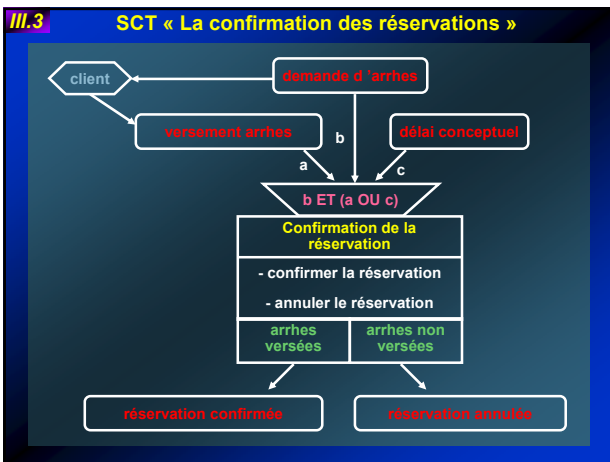 III.3
SCT « La confirmation des réservations »
client
demande d ’arrhes
versement arrhes
b
délai conceptuel
a
c
b ET (a OU c)
Confirmation de la
réservation
- confirmer la réservation
- annuler le réservation
arrhes
versées
arrhes non
versées
réservation confirmée
réservation annulée